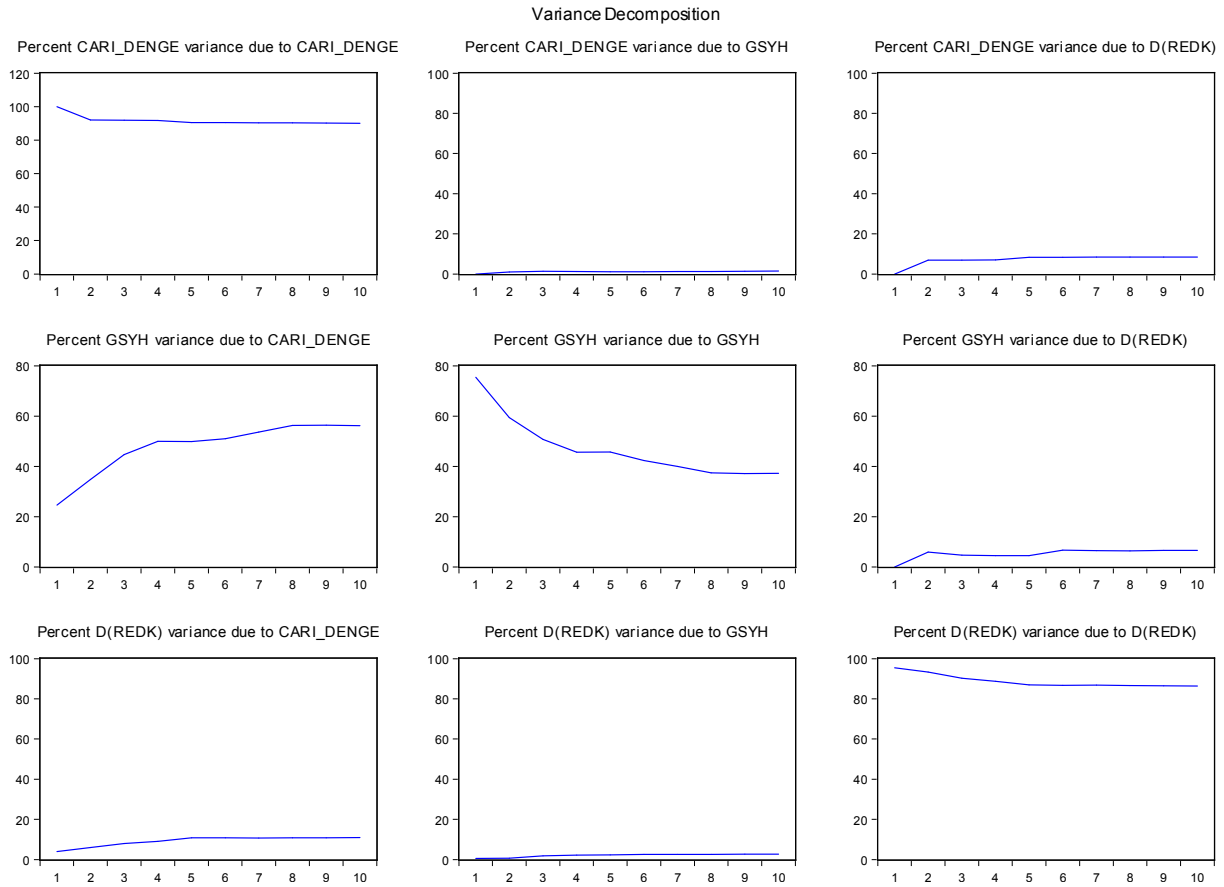 Variance Decomposition
Percent CARI_DENGE variance due to CARI_DENGE
120
100
80
60
40
20
0
1 2 3 4 5 6 7 8 9 10
Percent CARI_DENGE variance due to GSYH
100
80
60
40
20
0
1 2 3 4 5 6 7 8 9 10
Percent CARI_DENGE variance due to D(REDK)
100
80
60
40
20
0
1 2 3 4 5 6 7 8 9 10
Percent GSYH variance due to CARI_DENGE
80
60
40
20
0
1 2 3 4 5 6 7 8 9 10
Percent GSYH variance due to GSYH
80
60
40
20
0
1 2 3 4 5 6 7 8 9 10
Percent GSYH variance due to D(REDK)
80
60
40
20
0
1 2 3 4 5 6 7 8 9 10
Percent D(REDK) variance due to CARI_DENGE
100
80
60
40
20
0
1 2 3 4 5 6 7 8 9 10
Percent D(REDK) variance due to GSYH
100
80
60
40
20
0
1 2 3 4 5 6 7 8 9 10
Percent D(REDK) variance due to D(REDK)
100
80
60
40
20
0
1 2 3 4 5 6 7 8 9 10